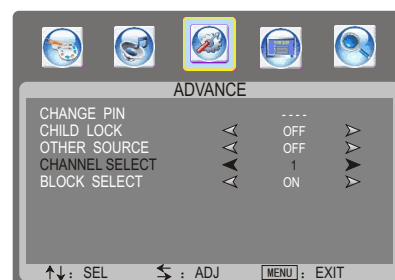 ADVANCE
CHANGE PIN - - - -
CHILD LOCK OFF
OTHER SOURCE OFF
CHANNEL SELECT 1
BLOCK SELECT ON
: SEL : ADJ MENU : EXIT